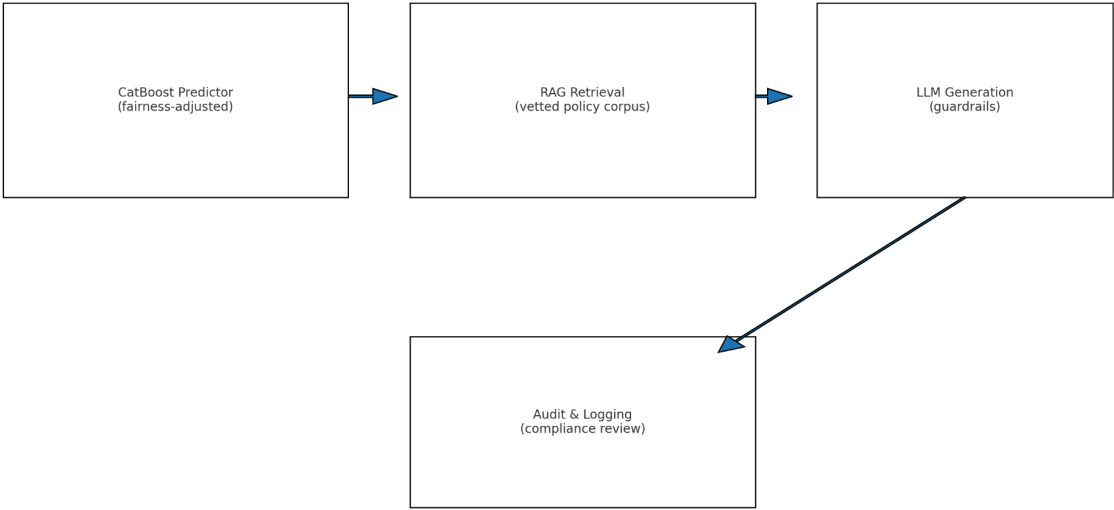 CatBoost Predictor
(fairness-adjusted)
RAG Retrieval
(vetted policy corpus)
LLM Generation
(guardrails)
Audit & Logging
(compliance review)